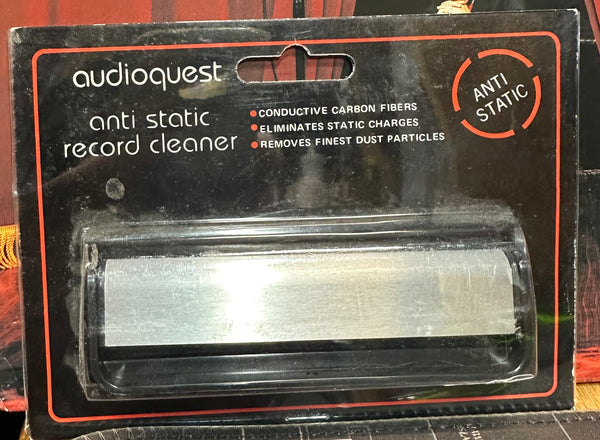 audioquest
anti static
record cleaner
CONDUCTIVE CARBON FIBERS
ELIMINATES STATIC CHARGES
REMOVES FINEST DUST PARTICLES
ANTI
STATIC